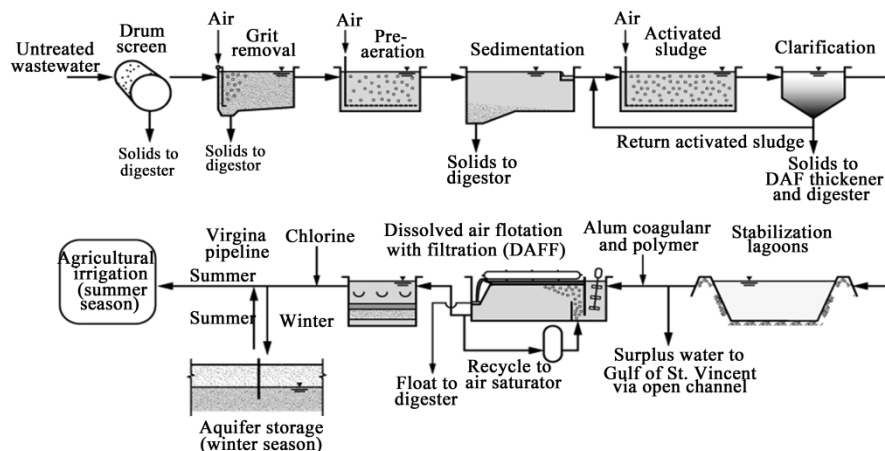 Untreated
wastewater
Drum
screen
Air
Grit
removal
Air
Pre-
aeration
Sedimentation
Air
Activated
sludge
Clarification
Solids to
digester
Solids to
digestor
Solids to
digestor
Return activated sludge
Solids to
DAF thickener
and digester
Agricultural
irrigation
(summer
season)
Virgina
pipeline
Summer
Summer
Winter
Chlorine
Dissolved air flotation
with filtration (DAFF)
Alum coagulanr
and polymer
Stabilization
lagoons
Aquifer storage
(winter season)
Float to
digester
Recycle to
air saturator
Surplus water to
Gulf of St. Vincent
via open channel